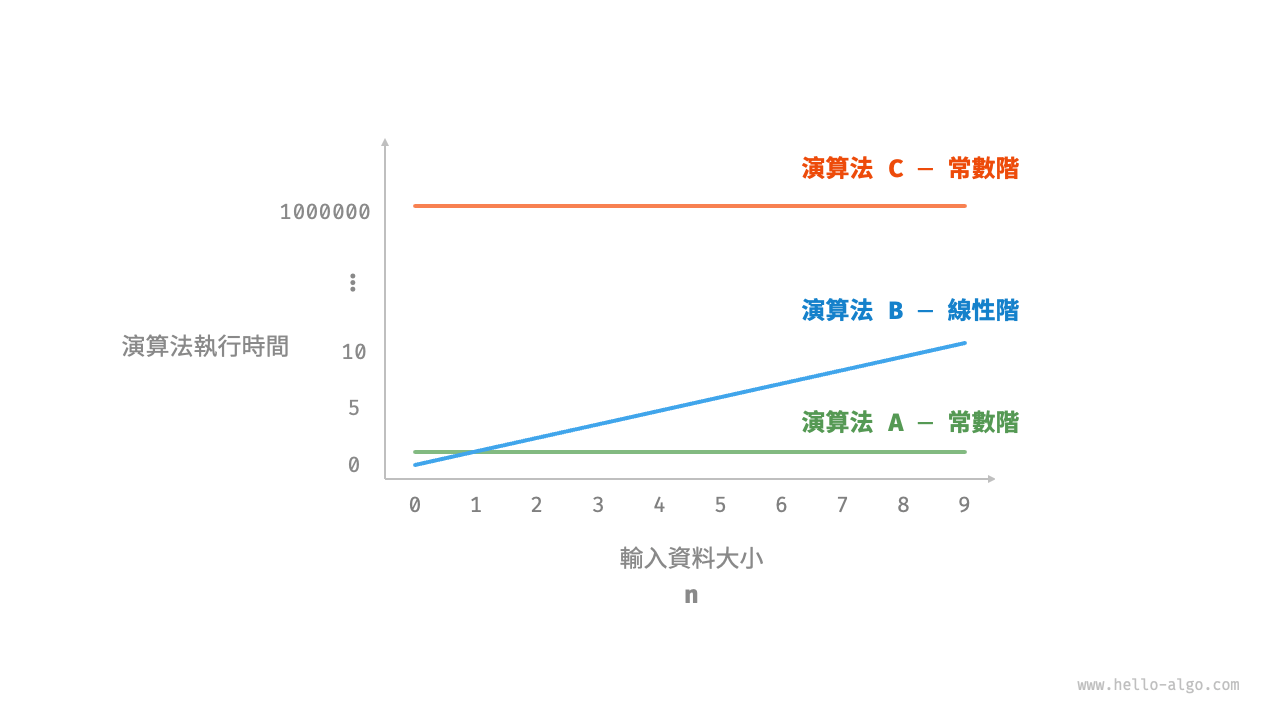 演算法 C — 常數階
1000000
⋮
演算法 B — 線性階
演算法執行時間
10
5
演算法 A — 常數階
0
0 1 2 3 4 5 6 7 8 9
輸入資料大小
n
www.hello-algo.com